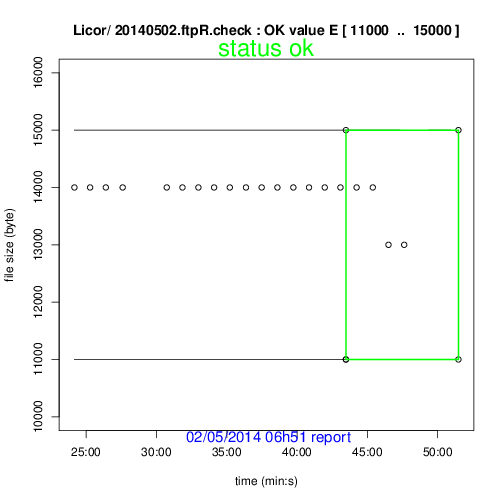 Licor/ 20140502.ftpR.check : OK value E [ 11000 .. 15000 ]
status ok
16000
15000
14000
13000
12000
11000
10000
file size (byte)
02/05/2014 06h51 report
25:00 30:00 35:00 40:00 45:00 50:00
time (min:s)